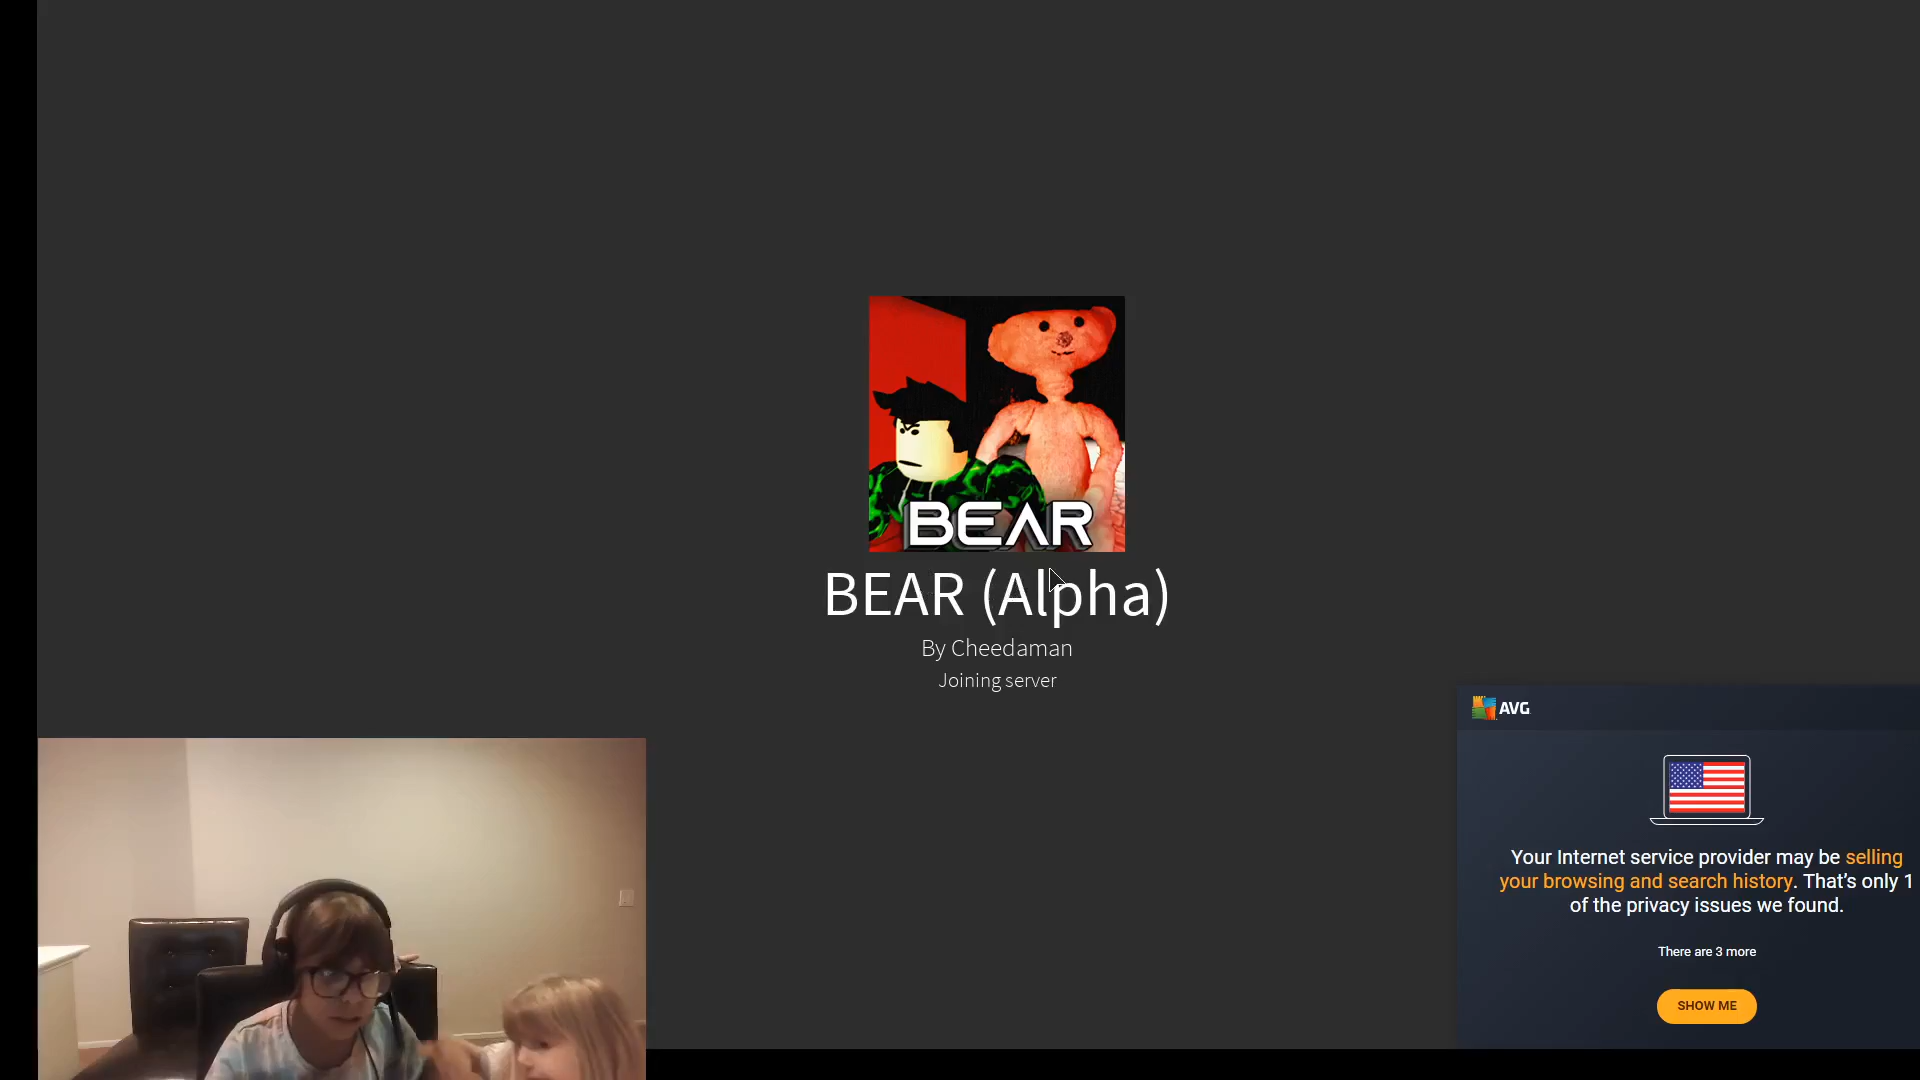 BEAR
BEAR (Alpha)
By Cheedaman
Joining server
AVG
Your Internet service provider may be selling
your browsing and search history. That's only 1
of the privacy issues we found.
There are 3 more
SHOW ME